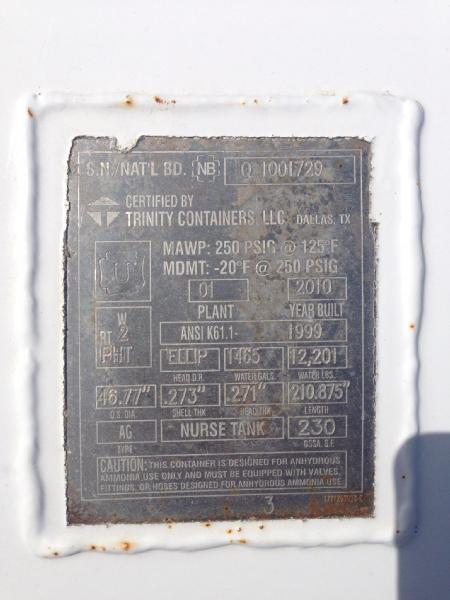 S.N./NAT'L BD. NB Q 1001729
CERTIFIED BY
TRINITY CONTAINERS, LLC DALLAS, TX
U
MAWP: 250 PSIG @ 125°F
MDMT: -20°F @ 250 PSIG
01 2010
PLANT YEAR BUILT
W
RT 2
PHT
ANSI K61.1- 1999
ELLIP 1465 12,201
HEAD D.R. WATER GALS. WATER LBS.
46.77" .273" .271" 210.875"
O.S. DIA. SHELL THK HEAD THK LENGTH
AG NURSE TANK 230
TYPE OSSA. S.F.
CAUTION: THIS CONTAINER IS DESIGNED FOR ANHYDROUS
AMMONIA USE ONLY AND MUST BE EQUIPPED WITH VALVES,
FITTINGS, OR HOSES DESIGNED FOR ANHYDROUS AMMONIA USE
3